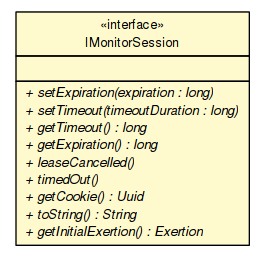 «interface»
IMonitorSession
+ setExpiration(expiration : long)
+ setTimeout(timeoutDuration : long)
+ getTimeout() : long
+ getExpiration() : long
+ leaseCancelled()
+ timedOut()
+ getCookie() : Uuid
+ toString() : String
+ getInitialExertion() : Exertion